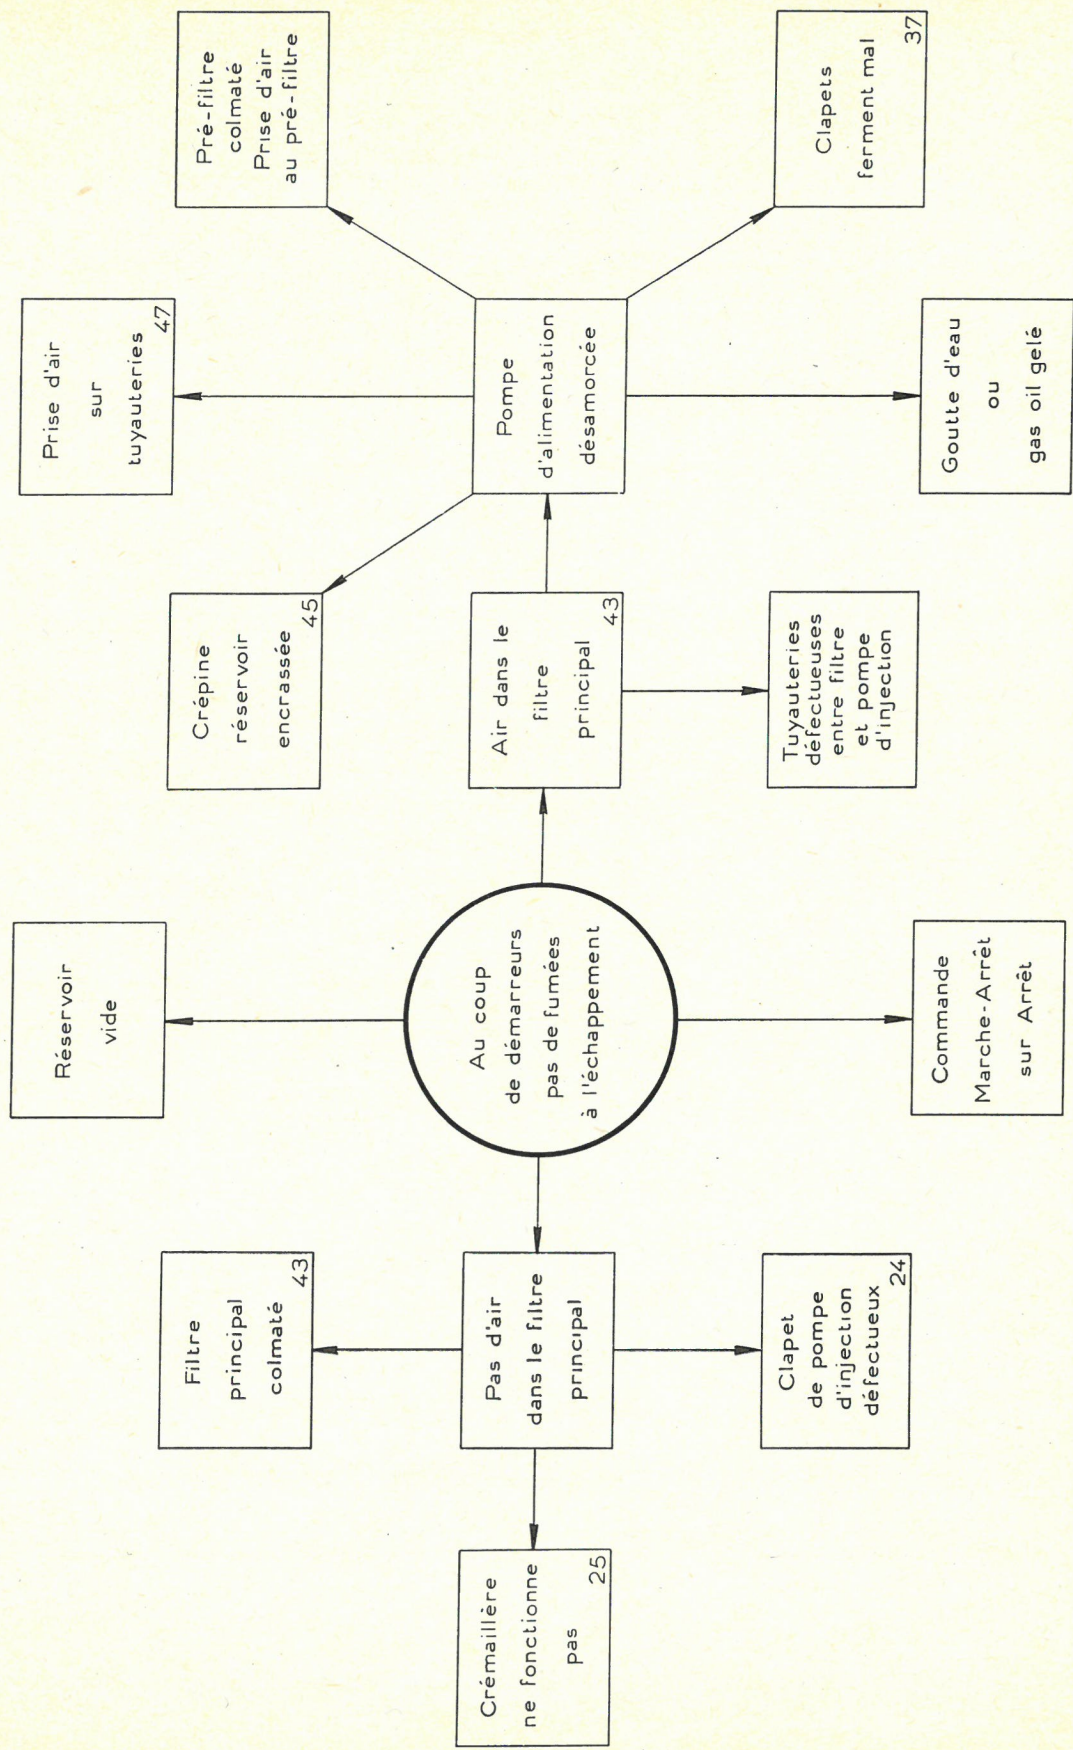 Réservoir
vide
Prise d'air
sur
tuyauteries
47
Filtre
principal
colmaté
43
Crépine
réservoir
encrassée
45
Pré-filtre
colmaté
Prise d'air
au pré-filtre
Crémaillère
ne fonctionne
pas
25
Pas d'air
dans le filtre
principal
Au coup
de démarreurs
pas de fumées
à l'échappement
Air dans le
filtre
principal
43
Pompe
d'alimentation
désamorcée
Clapet
de pompe
d'injection
défectueux
24
Tuyauteries
défectueuses
entre filtre
et pompe
d'injection
Clapets
ferment mal
37
Commande
Marche-Arrêt
sur Arrêt
Goutte d'eau
ou
gas oil gelé